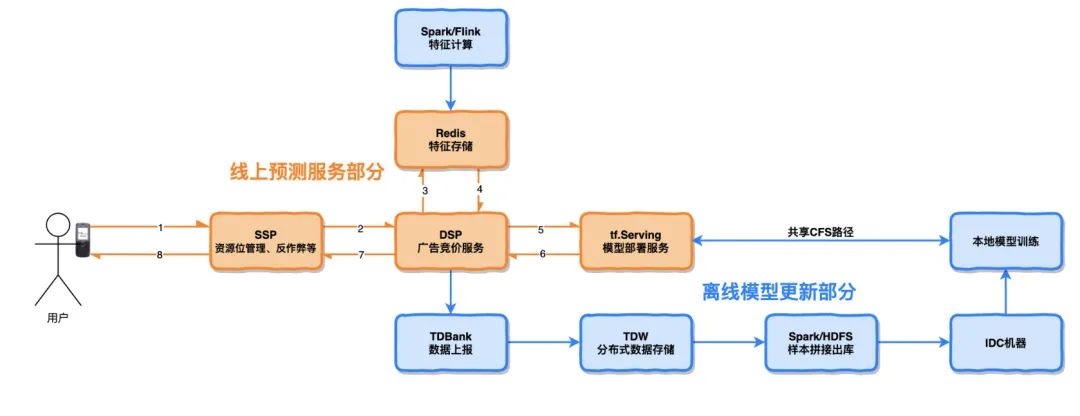 Spark/Flink
特征计算
Redis
特征存储
线上预测服务部分
3
4
1
2
5
SSP
资源位管理、反作弊等
DSP
广告竞价服务
tf.Serving
模型部署服务
共享CFS路径
本地模型训练
8
7
6
离线模型更新部分
用户
TDBank
数据上报
TDW
分布式数据存储
Spark/HDFS
样本拼接出库
IDC机器